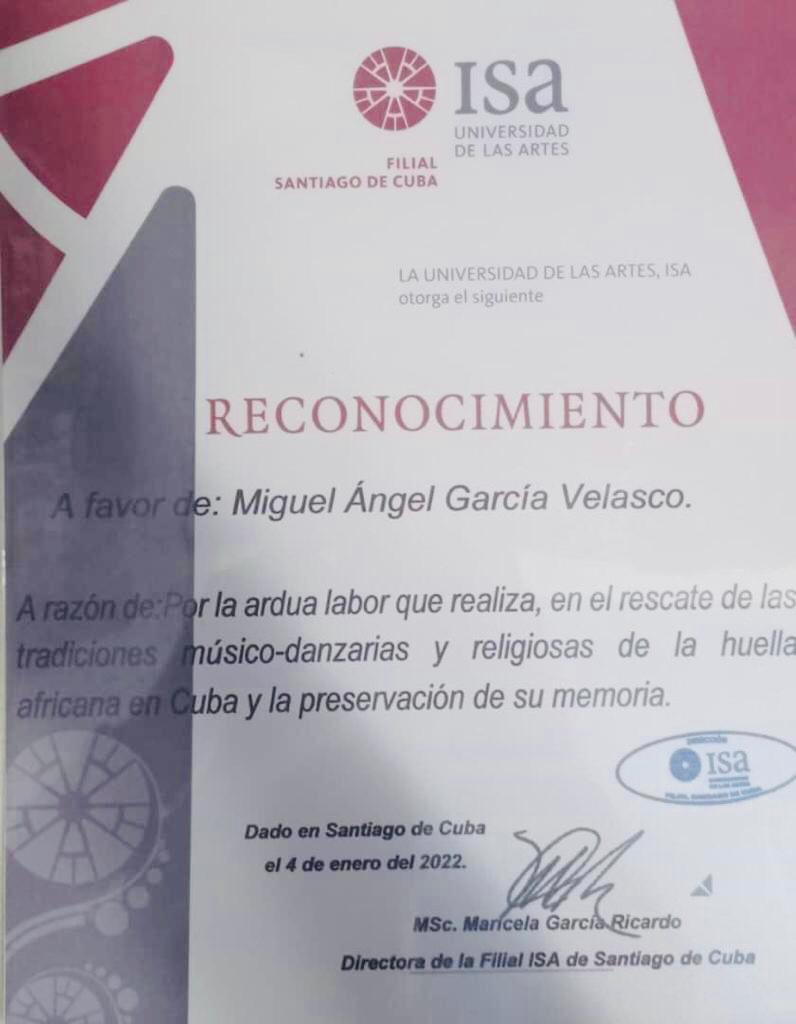 ISA
UNIVERSIDAD
DE LAS ARTES
FILIAL
SANTIAGO DE CUBA
LA UNIVERSIDAD DE LAS ARTES, ISA
otorga el siguiente
RECONOCIMIENTO
A favor de: Miguel Ángel García Velasco.
A razón de:Por la ardua labor que realiza, en el rescate de las
tradiciones músico-danzarias y religiosas de la huella
africana en Cuba y la preservación de su memoria.
DIRECCIÓN
ISA
Dado en Santiago de Cuba
el 4 de enero del 2022.
MSc. Maricela García Ricardo
Directora de la Filial ISA de Santiago de Cuba